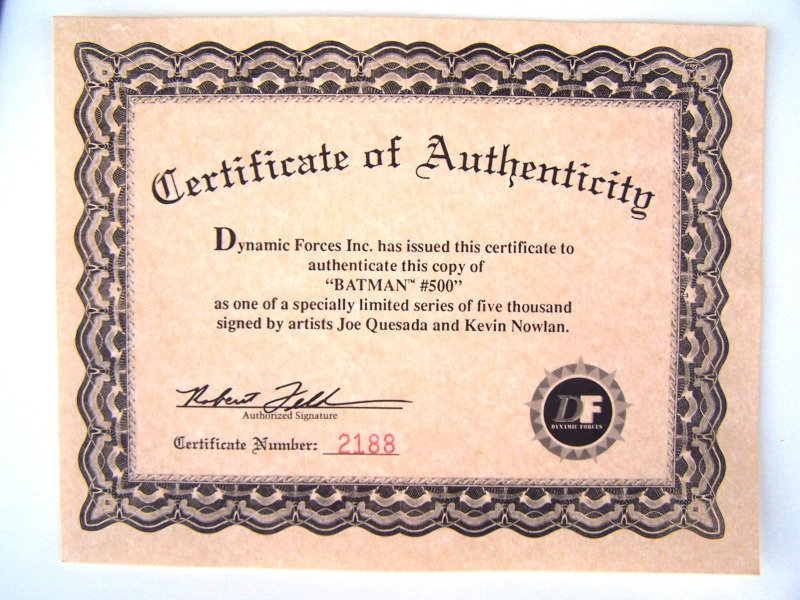 Certificate of Authenticity
Dynamic Forces Inc. has issued this certificate to
authenticate this copy of
“BATMAN™ #500”
as one of a specially limited series of five thousand
signed by artists Joe Quesada and Kevin Nowlan.
Robert Feld
Authorized Signature
Certificate Number: 2188
DF
DYNAMIC FORCES